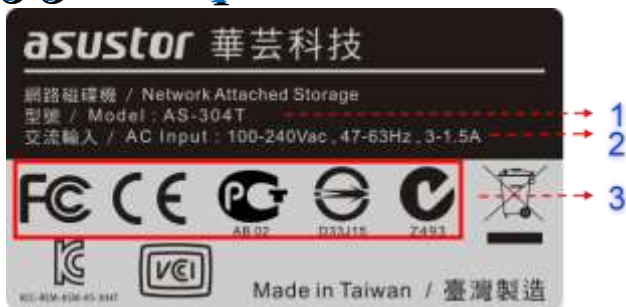 asustor 華芸科技
網路磁碟機 / Network Attached Storage
型號 / Model : AS-304T
交流輸入 / AC Input : 100-240Vac , 47-63Hz , 3-1.5A
1
2
FC CE PG AB 02 D33J15 Z493
3
VCI
Made in Taiwan / 臺灣製造